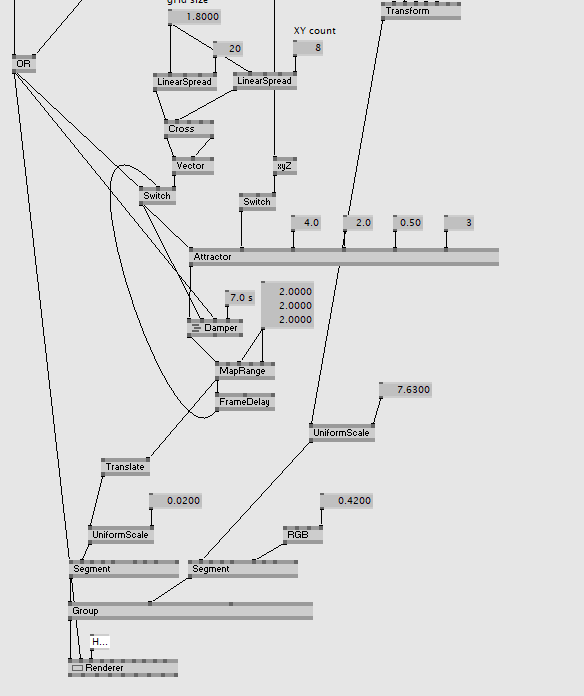 grid size
Transform
1.8000
XY count
20
8
OR
LinearSpread
LinearSpread
Cross
Vector
xyZ
Switch
Switch
4.0
2.0
0.50
3
Attractor
7.0 s
2.0000
2.0000
2.0000
Damper
MapRange
7.6300
FrameDelay
UniformScale
Translate
0.0200
0.4200
UniformScale
RGB
Segment
Segment
Group
H...
Renderer